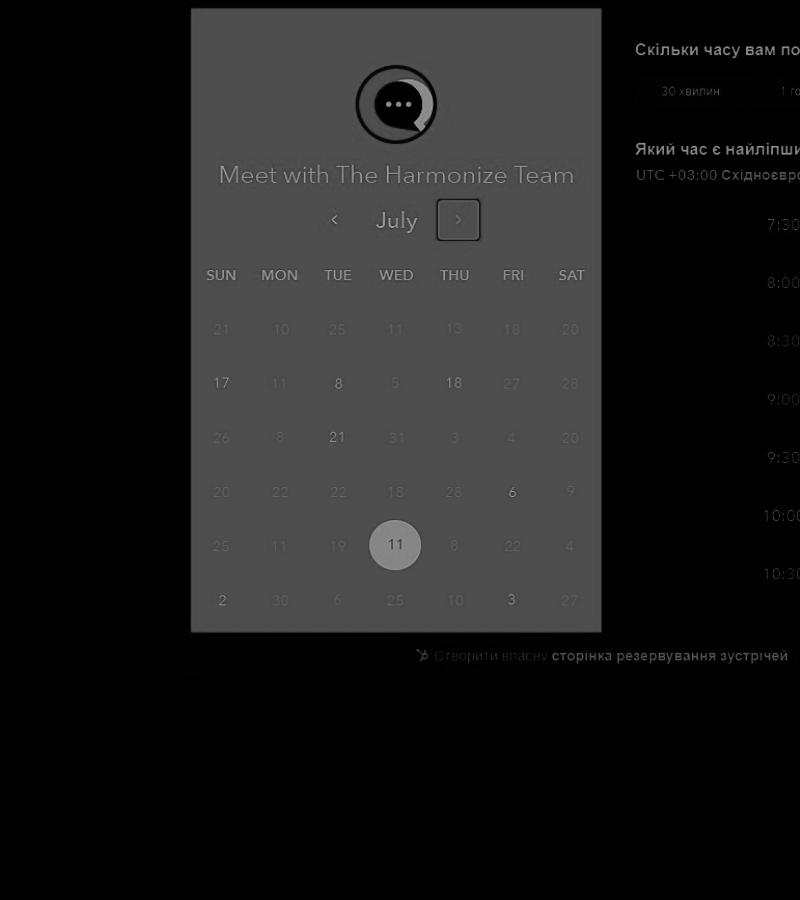 Meet with The Harmonize Team
July
SUN MON TUE WED THU FRI SAT
21 10 25 11 13 18 20
17 11 8 5 18 27 28
26 8 21 31 3 4 20
20 22 22 18 28 6 9
25 11 19 11 8 22 4
2 30 6 25 10 3 27
Скільки часу вам по
30 хвилин 1 го
Який час є найліпши
UTC +03:00 Східноєвро
7:30
8:00
8:30
9:00
9:30
10:00
10:30
Створити власну сторінка резервування зустрічей